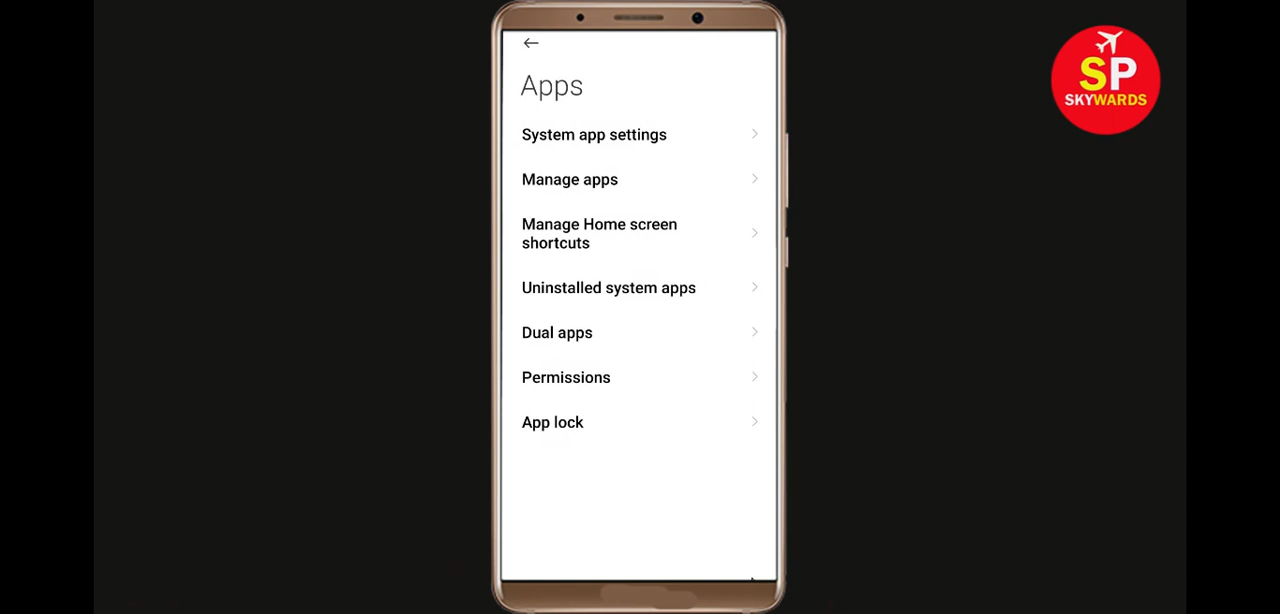 Apps
System app settings
Manage apps
Manage Home screen
shortcuts
Uninstalled system apps
Dual apps
Permissions
App lock
SP
SKYWARDS